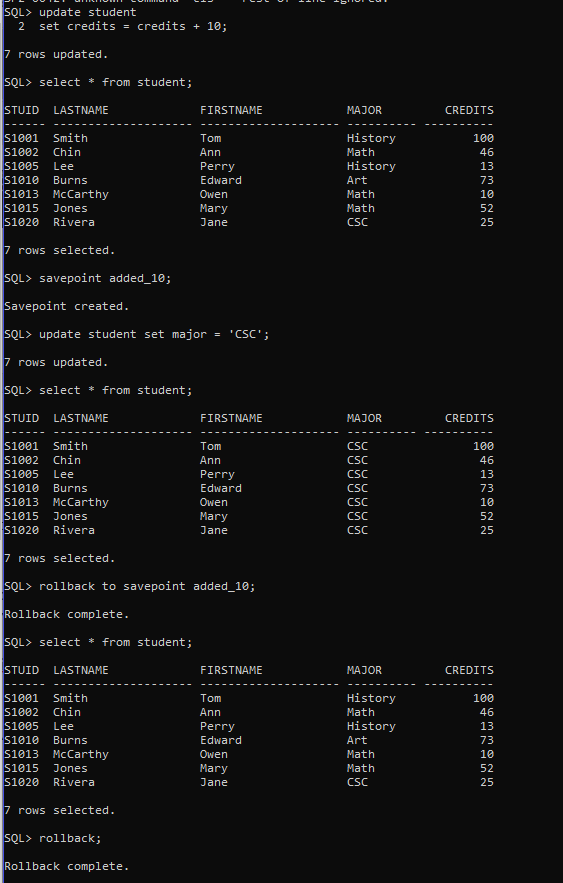 SQL> update student
  2  set credits = credits + 10;
7 rows updated.
SQL> select * from student;
STUID  LASTNAME             FIRSTNAME            MAJOR         CREDITS
------ -------------------- -------------------- ---------- ----------
S1001  Smith                Tom                  History           100
S1002  Chin                 Ann                  Math               46
S1005  Lee                  Perry                History            13
S1010  Burns                Edward               Art                73
S1013  McCarthy             Owen                 Math               10
S1015  Jones                Mary                 Math               52
S1020  Rivera               Jane                 CSC                25
7 rows selected.
SQL> savepoint added_10;
Savepoint created.
SQL> update student set major = 'CSC';
7 rows updated.
SQL> select * from student;
STUID  LASTNAME             FIRSTNAME            MAJOR         CREDITS
------ -------------------- -------------------- ---------- ----------
S1001  Smith                Tom                  CSC               100
S1002  Chin                 Ann                  CSC                46
S1005  Lee                  Perry                CSC                13
S1010  Burns                Edward               CSC                73
S1013  McCarthy             Owen                 CSC                10
S1015  Jones                Mary                 CSC                52
S1020  Rivera               Jane                 CSC                25
7 rows selected.
SQL> rollback to savepoint added_10;
Rollback complete.
SQL> select * from student;
STUID  LASTNAME             FIRSTNAME            MAJOR         CREDITS
------ -------------------- -------------------- ---------- ----------
S1001  Smith                Tom                  History           100
S1002  Chin                 Ann                  Math               46
S1005  Lee                  Perry                History            13
S1010  Burns                Edward               Art                73
S1013  McCarthy             Owen                 Math               10
S1015  Jones                Mary                 Math               52
S1020  Rivera               Jane                 CSC                25
7 rows selected.
SQL> rollback;
Rollback complete.